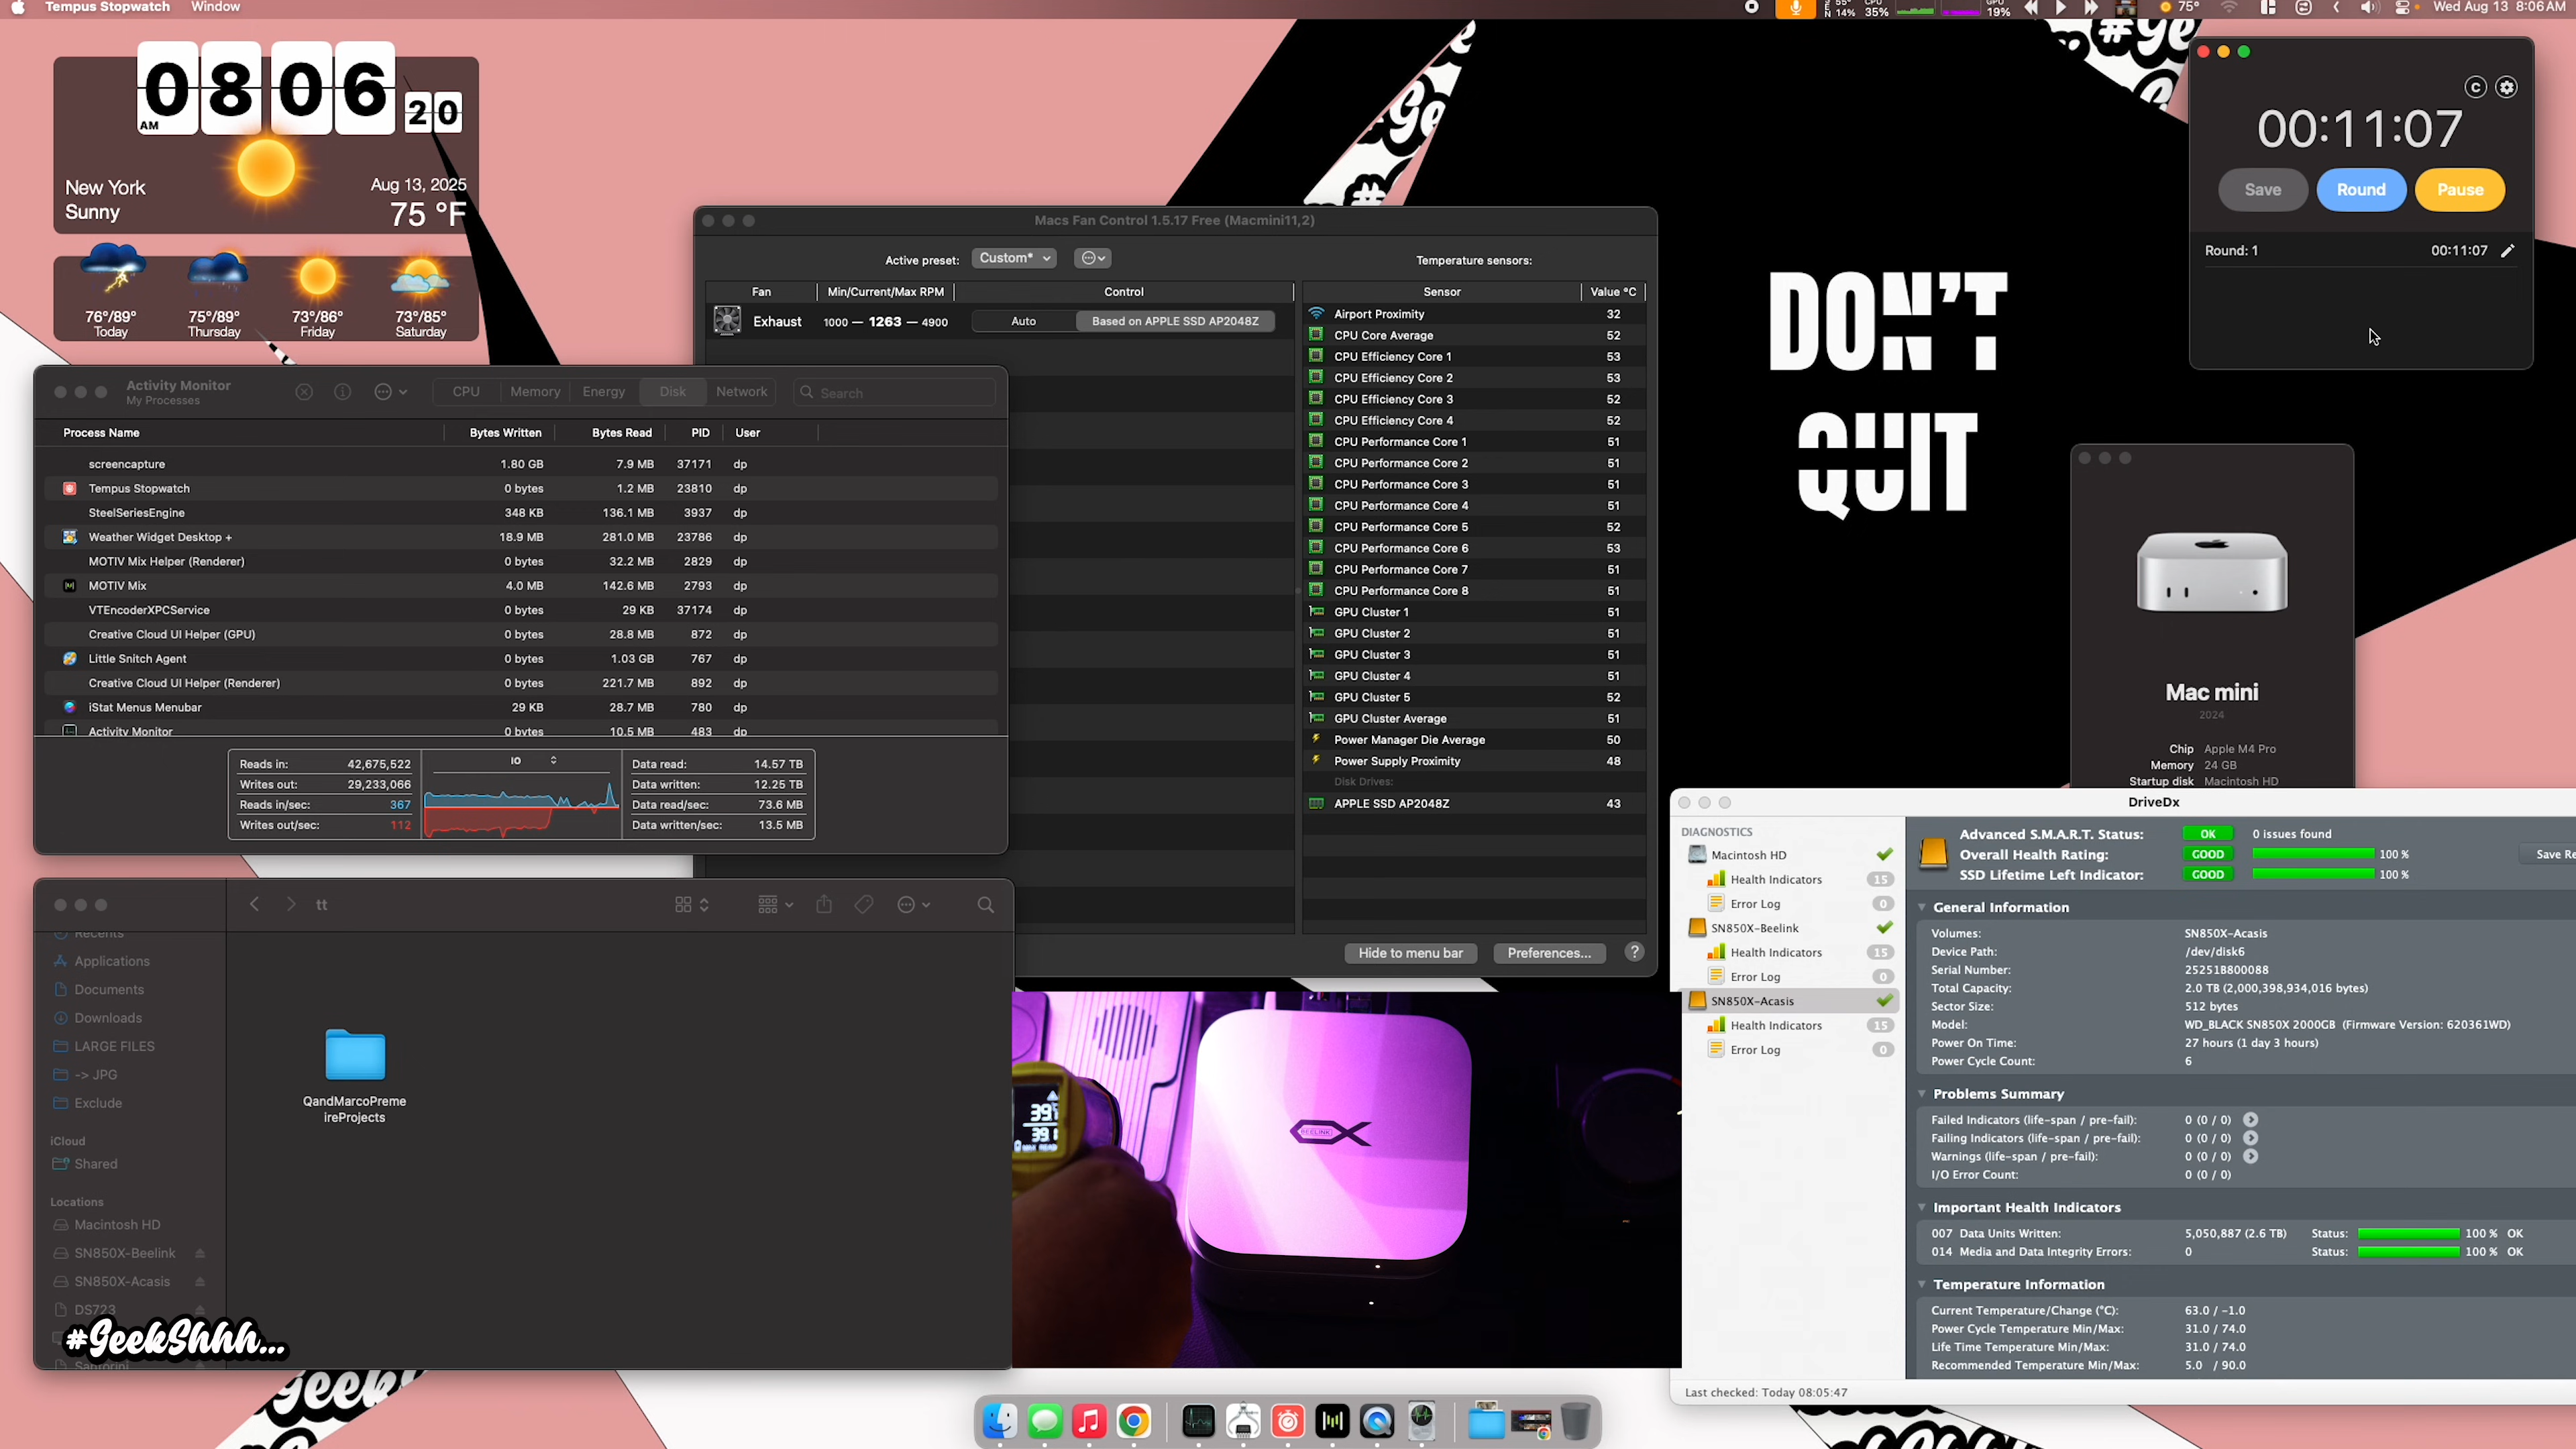 Tempus Stopwatch Window
55° 14% CPU 35% GPU 19% 75° Wed Aug 13 8:06 AM
08 06 20
AM
New York
Sunny
Aug 13, 2025
75 °F
76°/89° 75°/89° 73°/86° 73°/85°
Today Thursday Friday Saturday
00:11:07
Save Round Pause
Round: 1 00:11:07
DON'T
QUIT
Macs Fan Control 1.5.17 Free (Macmini11,2)
Active preset: Custom* Temperature sensors:
Fan Min/Current/Max RPM Control Sensor Value °C
Exhaust 1000 — 1263 — 4900 Auto Based on APPLE SSD AP2048Z
Airport Proximity 32
CPU Core Average 52
CPU Efficiency Core 1 53
CPU Efficiency Core 2 53
CPU Efficiency Core 3 52
CPU Efficiency Core 4 52
CPU Performance Core 1 51
CPU Performance Core 2 51
CPU Performance Core 3 51
CPU Performance Core 4 51
CPU Performance Core 5 52
CPU Performance Core 6 53
CPU Performance Core 7 51
CPU Performance Core 8 51
GPU Cluster 1 51
GPU Cluster 2 51
GPU Cluster 3 51
GPU Cluster 4 51
GPU Cluster 5 52
GPU Cluster Average 51
Power Manager Die Average 50
Power Supply Proximity 48
Disk Drives:
APPLE SSD AP2048Z 43
Hide to menu bar Preferences... ?
Activity Monitor
My Processes
CPU Memory Energy Disk Network Search
Process Name Bytes Written Bytes Read PID User
screencapture 1.80 GB 7.9 MB 37171 dp
Tempus Stopwatch 0 bytes 1.2 MB 23810 dp
SteelSeriesEngine 348 KB 136.1 MB 3937 dp
Weather Widget Desktop + 18.9 MB 281.0 MB 23786 dp
MOTIV Mix Helper (Renderer) 0 bytes 32.2 MB 2829 dp
MOTIV Mix 4.0 MB 142.6 MB 2793 dp
VTEncoderXPCService 0 bytes 29 KB 37174 dp
Creative Cloud UI Helper (GPU) 0 bytes 28.8 MB 872 dp
Little Snitch Agent 0 bytes 1.03 GB 767 dp
Creative Cloud UI Helper (Renderer) 0 bytes 221.7 MB 892 dp
iStat Menus Menubar 29 KB 28.7 MB 780 dp
Activity Monitor 0 bytes 10.5 MB 483 dp
Reads in: 42,675,522 IO Data read: 14.57 TB
Writes out: 29,233,066 Data written: 12.25 TB
Reads in/sec: 367 Data read/sec: 73.6 MB
Writes out/sec: 112 Data written/sec: 13.5 MB
tt
Recents
Applications
Documents
Downloads
LARGE FILES
-> JPG
Exclude
iCloud
Shared
Locations
Macintosh HD
SN850X-Beelink
SN850X-Acasis
DS723
Santorini
QandMarcoPreme
ireProjects
#GeekShhh...
BEELINK
39.1
39.1
MAX
Mac mini
2024
Chip Apple M4 Pro
Memory 24 GB
Startup disk Macintosh HD
DriveDx
DIAGNOSTICS
Macintosh HD
Health Indicators 15
Error Log 0
SN850X-Beelink
Health Indicators 15
Error Log 0
SN850X-Acasis
Health Indicators 15
Error Log 0
Advanced S.M.A.R.T. Status: OK 0 issues found
Overall Health Rating: GOOD 100 % Save Re
SSD Lifetime Left Indicator: GOOD 100 %
General Information
Volumes: SN850X-Acasis
Device Path: /dev/disk6
Serial Number: 25251B800088
Total Capacity: 2.0 TB (2,000,398,934,016 bytes)
Sector Size: 512 bytes
Model: WD_BLACK SN850X 2000GB (Firmware Version: 620361WD)
Power On Time: 27 hours (1 day 3 hours)
Power Cycle Count: 6
Problems Summary
Failed Indicators (life-span / pre-fail): 0 (0 / 0)
Failing Indicators (life-span / pre-fail): 0 (0 / 0)
Warnings (life-span / pre-fail): 0 (0 / 0)
I/O Error Count: 0 (0 / 0)
Important Health Indicators
007 Data Units Written: 5,050,887 (2.6 TB) Status: 100 % OK
014 Media and Data Integrity Errors: 0 Status: 100 % OK
Temperature Information
Current Temperature/Change (°C): 63.0 / -1.0
Power Cycle Temperature Min/Max: 31.0 / 74.0
Life Time Temperature Min/Max: 31.0 / 74.0
Recommended Temperature Min/Max: 5.0 / 90.0
Last checked: Today 08:05:47